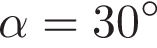 α = 30°